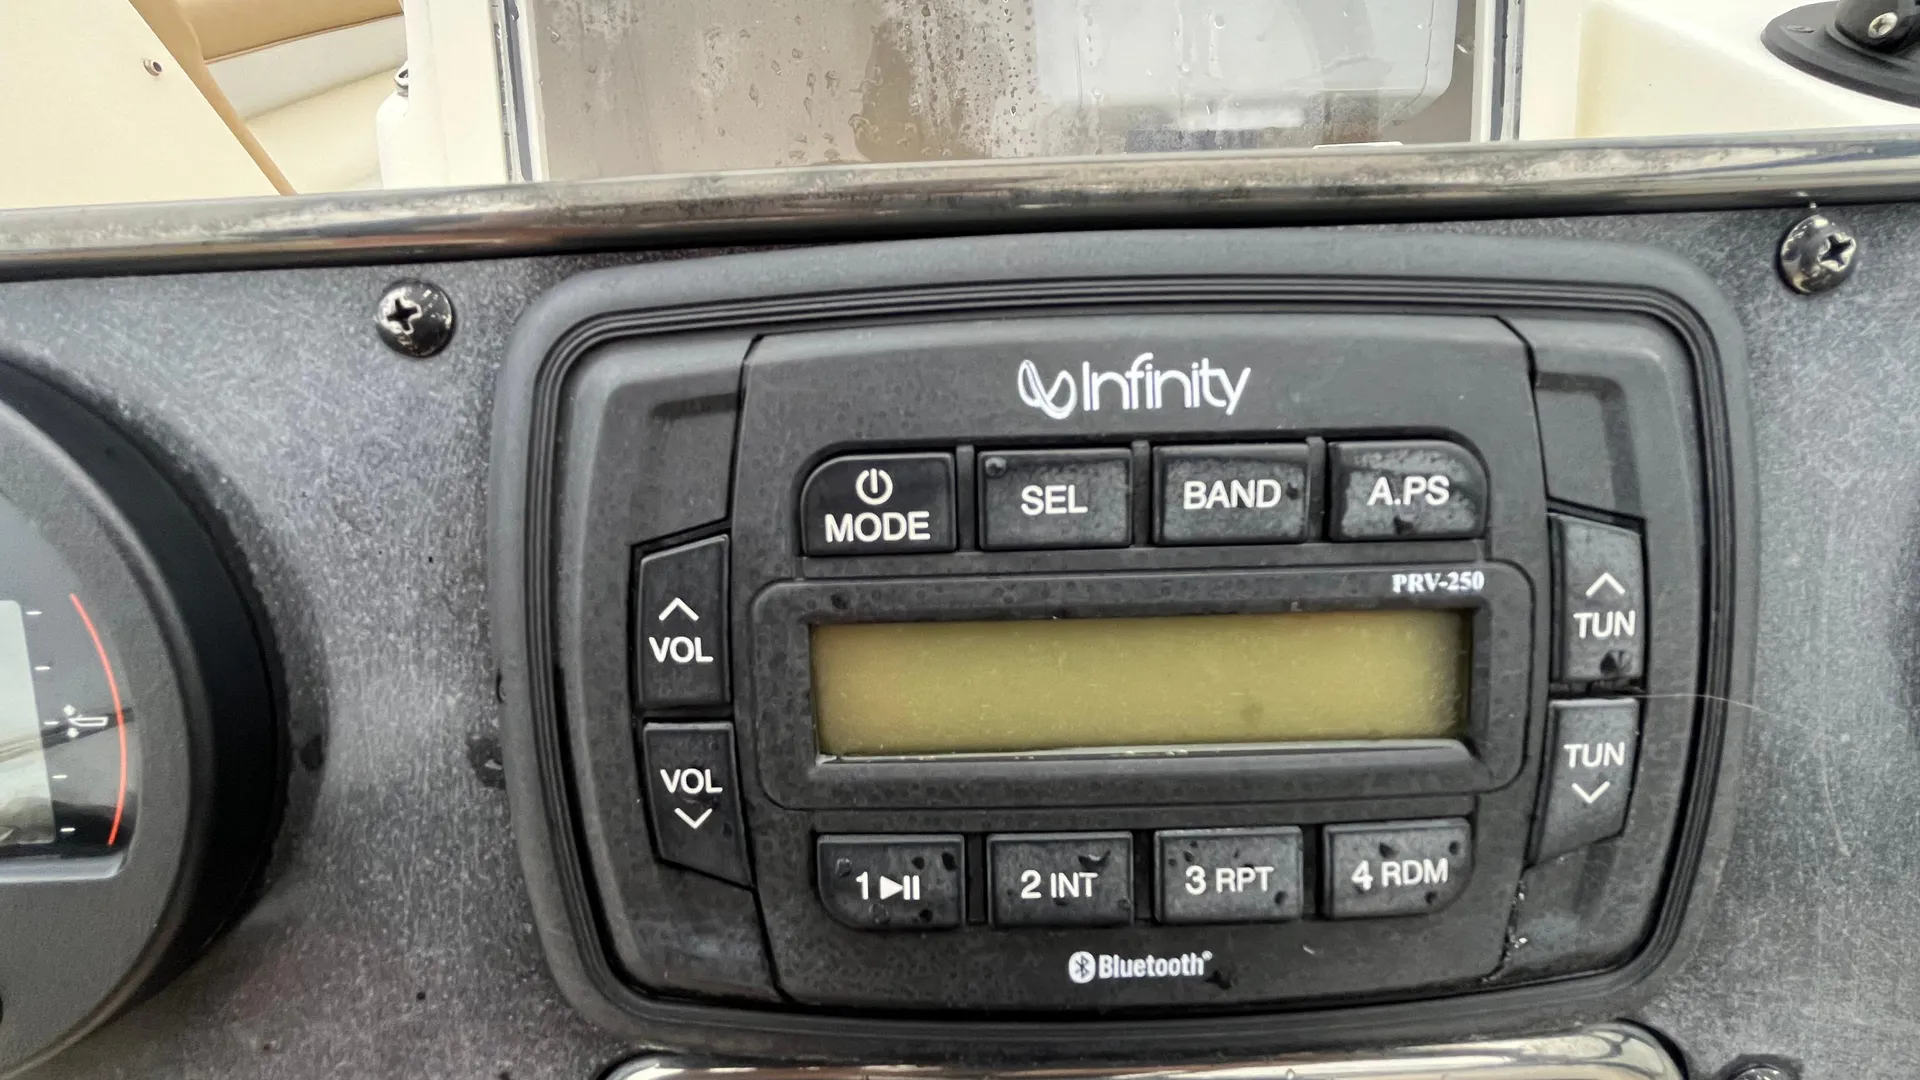 Infinity
MODE
SEL
BAND
A.PS
PRV-250
VOL
TUN
VOL
TUN
1
2 INT
3 RPT
4 RDM
Bluetooth®